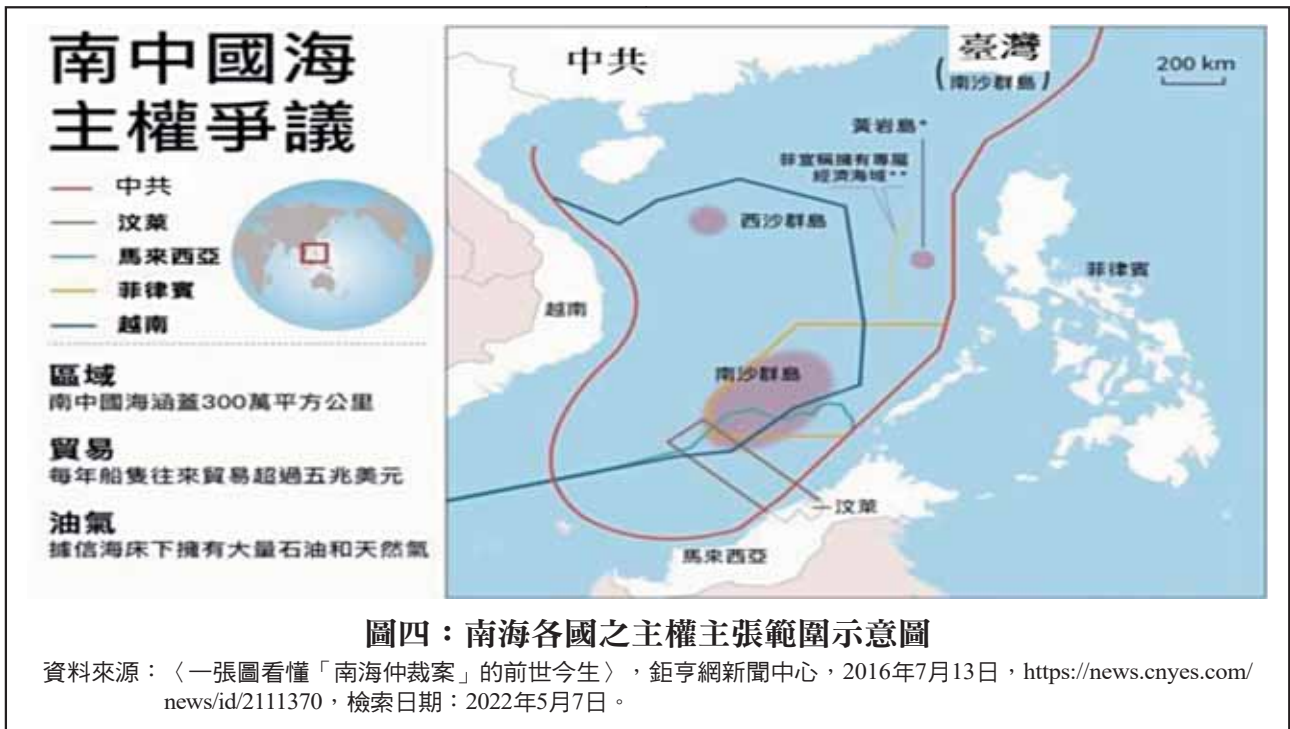 南中國海
主權爭議
中共
汶萊
馬來西亞
菲律賓
越南
區域
南中國海涵蓋300萬平方公里
貿易
每年船隻往來貿易超過五兆美元
油氣
據信海床下擁有大量石油和天然氣
中共
臺灣
(南沙群島)
200 km
黃岩島*
菲宣稱擁有專屬
經濟海域**
西沙群島
越南
菲律賓
南沙群島
汶萊
馬來西亞
圖四：南海各國之主權主張範圍示意圖
資料來源：〈一張圖看懂「南海仲裁案」的前世今生〉，鉅亨網新聞中心，2016年7月13日，https://news.cnyes.com/
news/id/2111370，檢索日期：2022年5月7日。